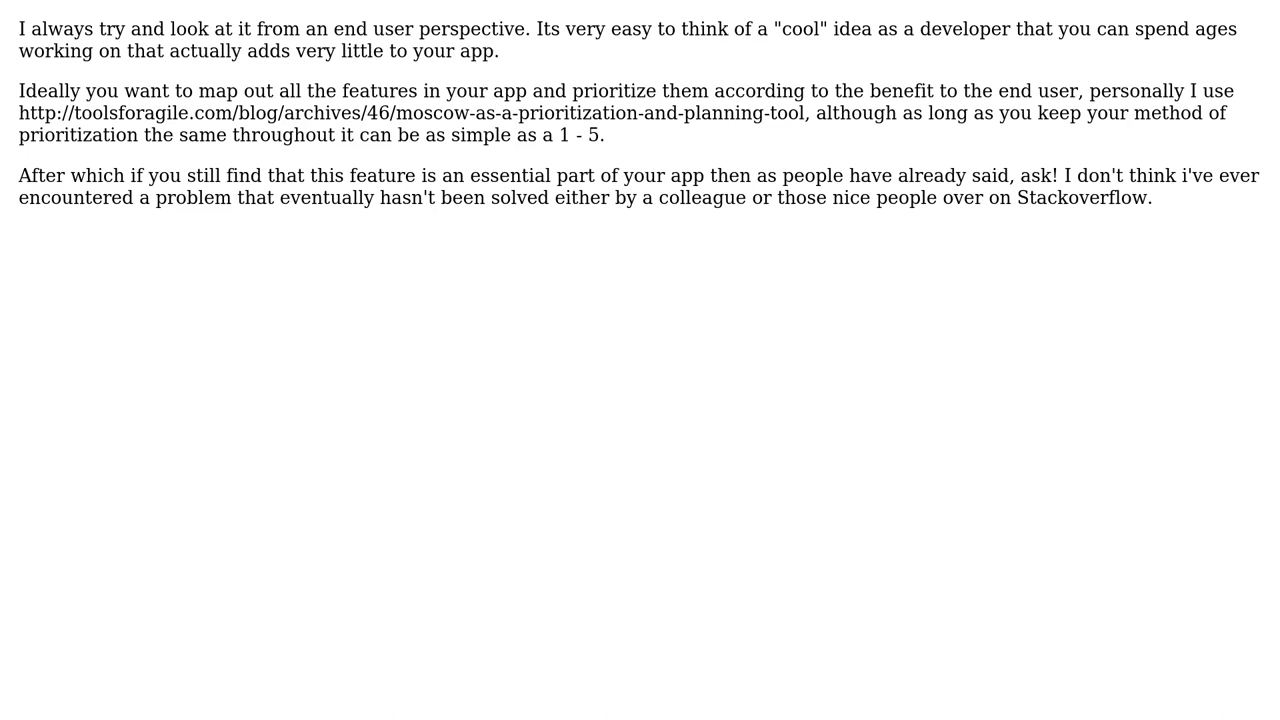 I always try and look at it from an end user perspective. Its very easy to think of a "cool" idea as a developer that you can spend ages
working on that actually adds very little to your app.
Ideally you want to map out all the features in your app and prioritize them according to the benefit to the end user, personally I use
http://toolsforagile.com/blog/archives/46/moscow-as-a-prioritization-and-planning-tool, although as long as you keep your method of
prioritization the same throughout it can be as simple as a 1 - 5.
After which if you still find that this feature is an essential part of your app then as people have already said, ask! I don't think i've ever
encountered a problem that eventually hasn't been solved either by a colleague or those nice people over on Stackoverflow.